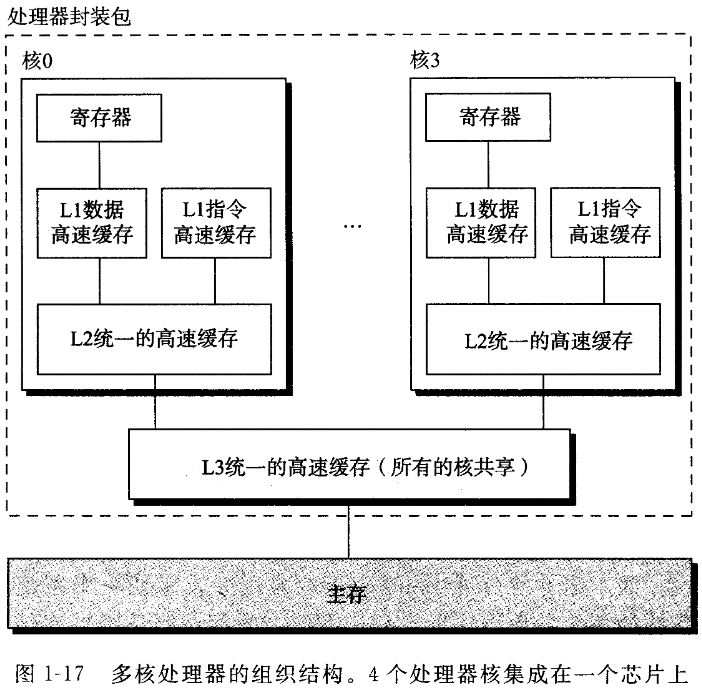 处理器封装包
核0
核3
寄存器
寄存器
L1数据
高速缓存
L1指令
高速缓存
...
L1数据
高速缓存
L1指令
高速缓存
L2统一的高速缓存
L2统一的高速缓存
L3统一的高速缓存（所有的核共享）
主存
图 1-17 多核处理器的组织结构。4 个处理器核集成在一个芯片上